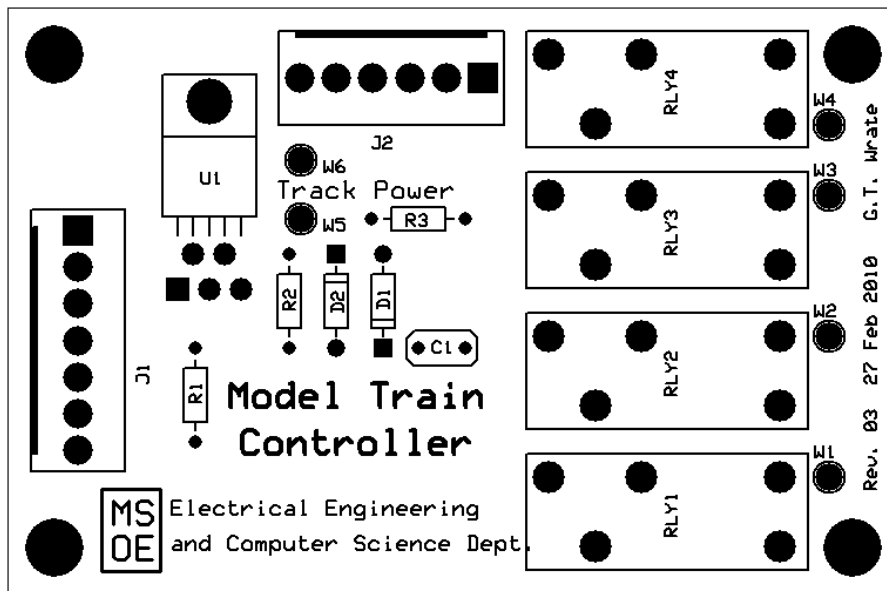 J2
U1
W6
Track Power
W5
R3
R2
D2
D1
C1
R1
J1
Model Train
Controller
MS
OE
Electrical Engineering
and Computer Science Dept.
RLY4
W4
RLY3
W3
RLY2
W2
RLY1
W1
Rev. 03 27 Feb 2010 G.T. Wrate